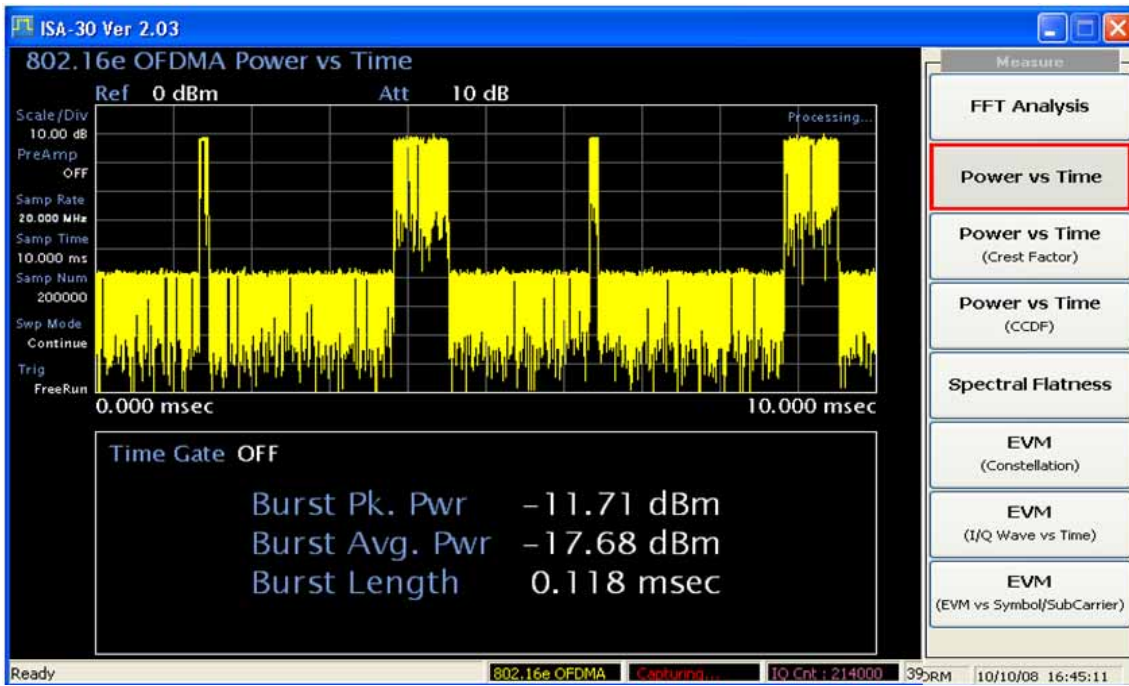 ISA-30 Ver 2.03
802.16e OFDMA Power vs Time
Ref 0 dBm Att 10 dB
Scale/Div
10.00 dB
PreAmp
OFF
Samp Rate
20.000 MHz
Samp Time
10.000 ms
Samp Num
200000
Swp Mode
Continue
Trig
FreeRun
Processing...
0.000 msec 10.000 msec
Time Gate OFF
Burst Pk. Pwr -11.71 dBm
Burst Avg. Pwr -17.68 dBm
Burst Length 0.118 msec
Measure
FFT Analysis
Power vs Time
Power vs Time
(Crest Factor)
Power vs Time
(CCDF)
Spectral Flatness
EVM
(Constellation)
EVM
(I/Q Wave vs Time)
EVM
(EVM vs Symbol/SubCarrier)
Ready 802.16e OFDMA Capturing... IQ Cnt : 214000 39 ORM 10/10/08 16:45:11